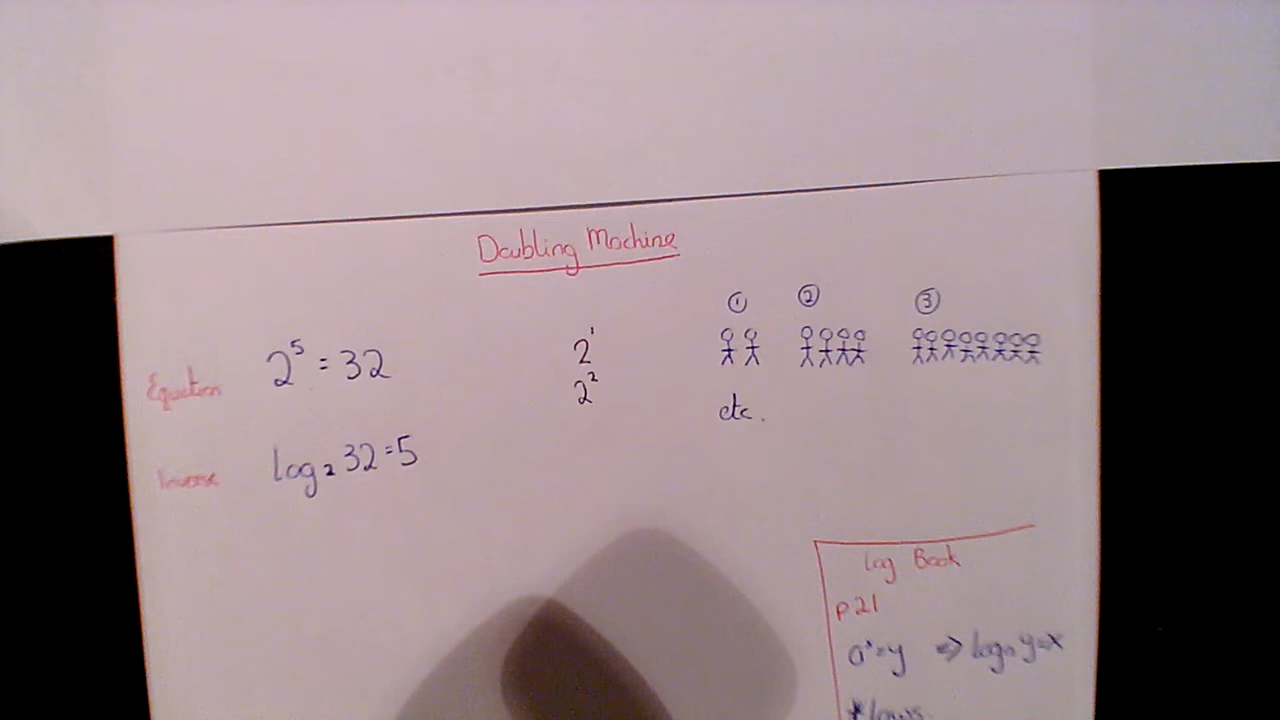 Doubling Machine
① ② ③
Equation 2⁵ = 32 2¹
2²
etc.
Inverse log₂ 32 = 5
Log Book
p21
aˣ=y ⇒ logₐ y=x
*laws.